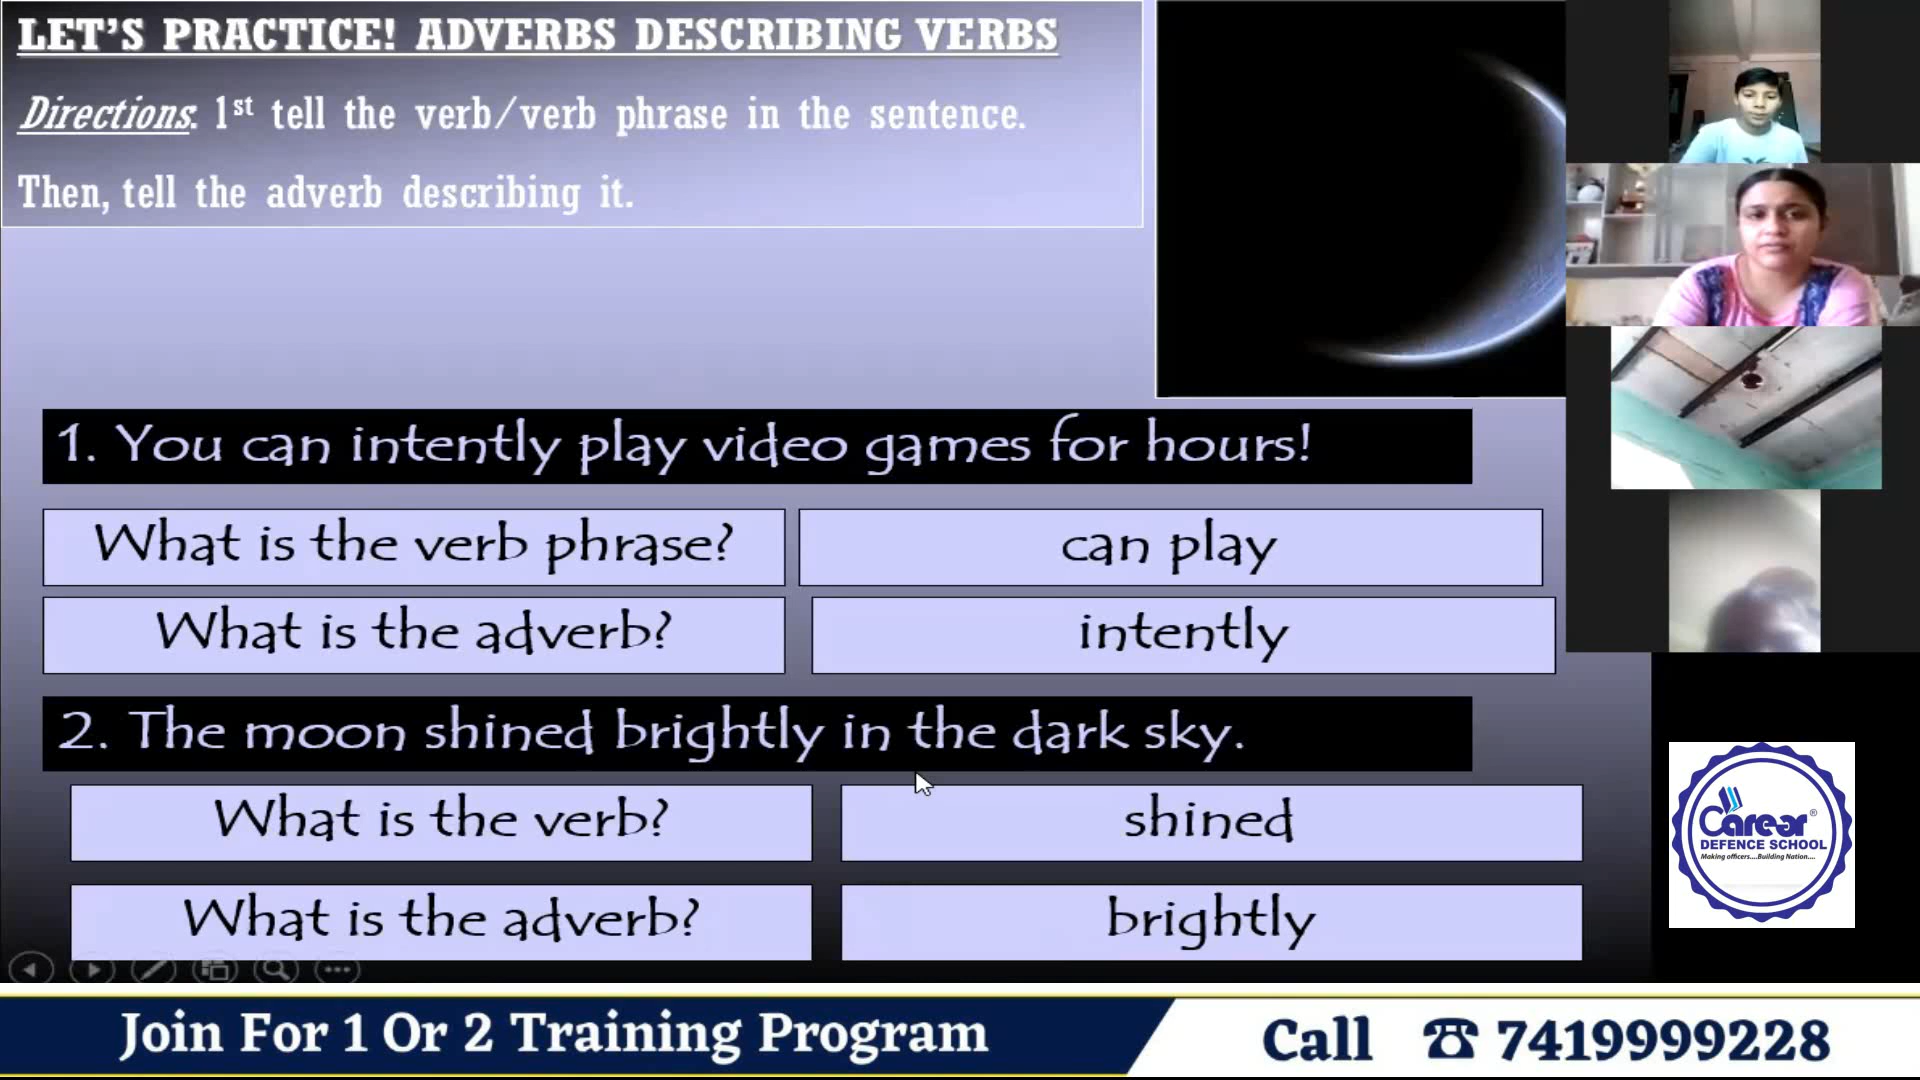 LET'S PRACTICE! ADVERBS DESCRIBING VERBS
Directions: 1st tell the verb/verb phrase in the sentence.
Then, tell the adverb describing it.
1. You can intently play video games for hours!
What is the verb phrase?
can play
What is the adverb?
intently
2. The moon shined brightly in the dark sky.
What is the verb?
shined
What is the adverb?
brightly
Career®
DEFENCE SCHOOL
Making officers....Building Nation....
Join For 1 Or 2 Training Program
Call ☎ 7419999228